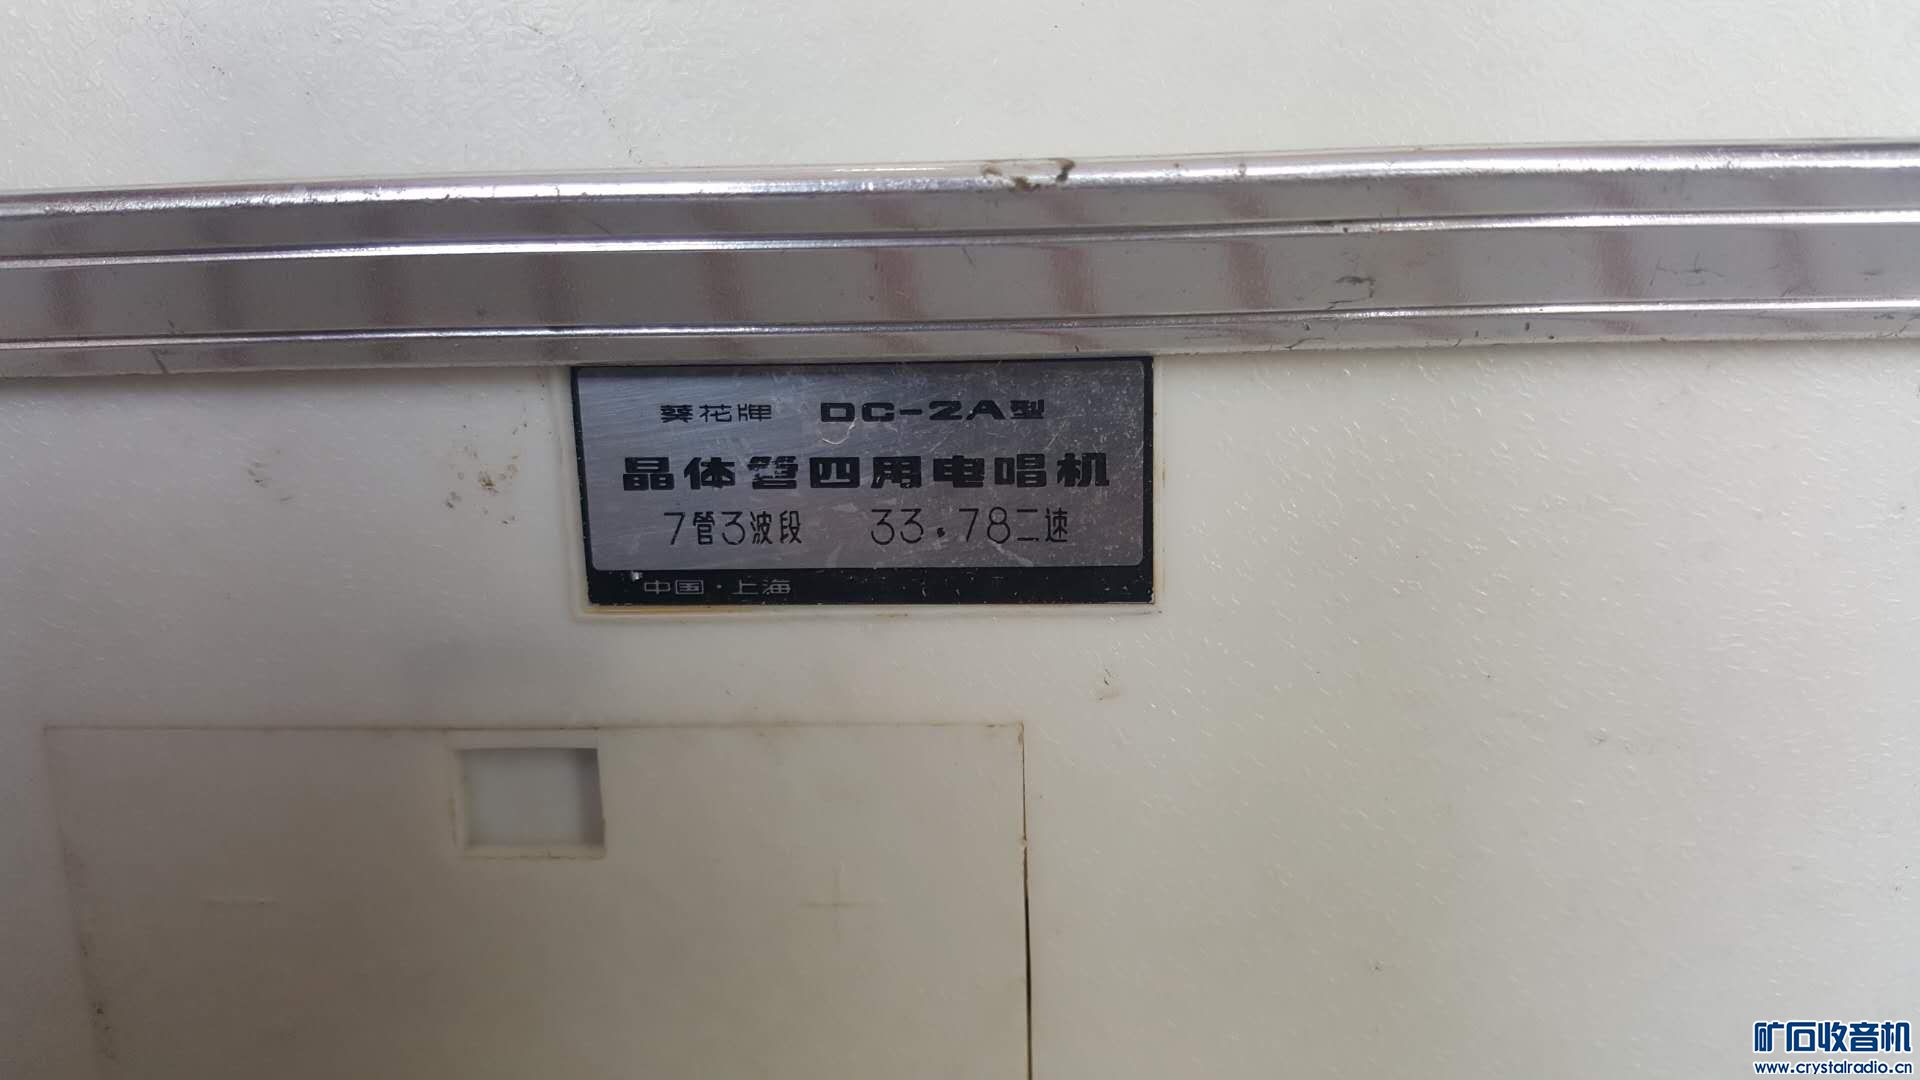 葵花牌 DC-2A型
晶体管四用电唱机
7管3波段 33·78二速
中国·上海
矿石收音机
www.crystalradio.cn